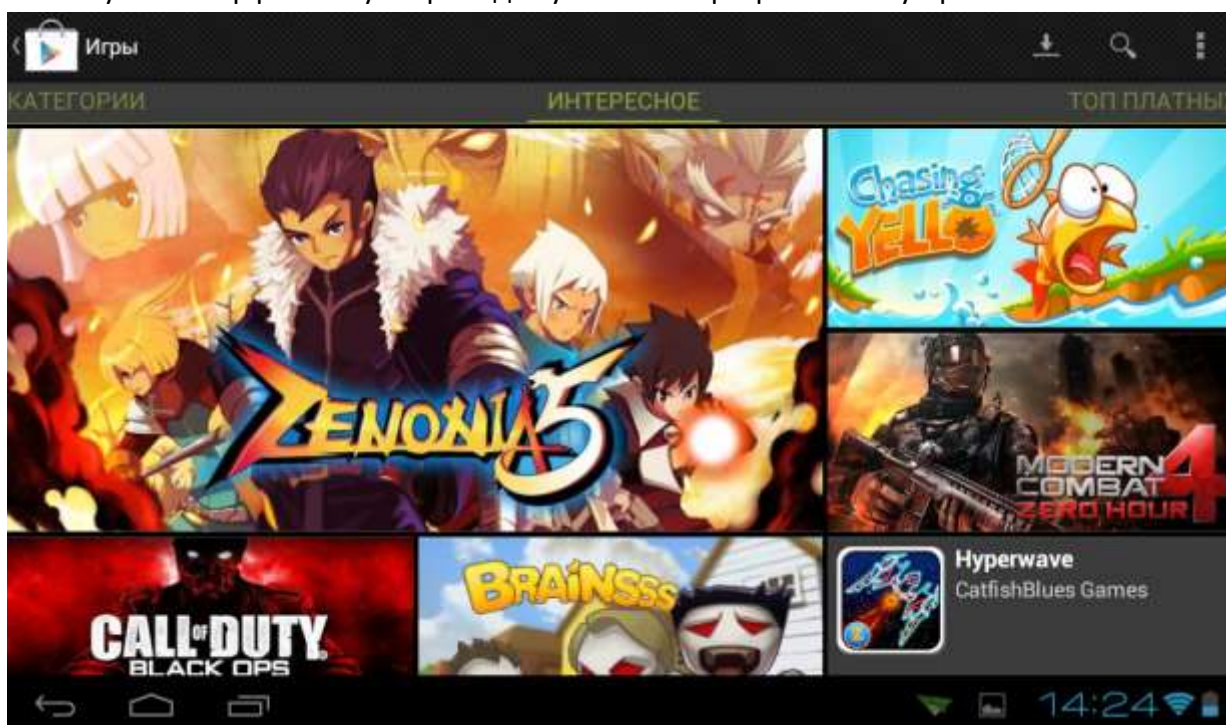 Игры
КАТЕГОРИИ
ИНТЕРЕСНОЕ
ТОП ПЛАТНЫ
Chasing
YELLO
ZENONIA 5
MODERN
COMBAT 4
ZERO HOUR
CALL OF DUTY
BLACK OPS
BRAINSSS
Hyperwave
CatfishBlues Games
2
14:24